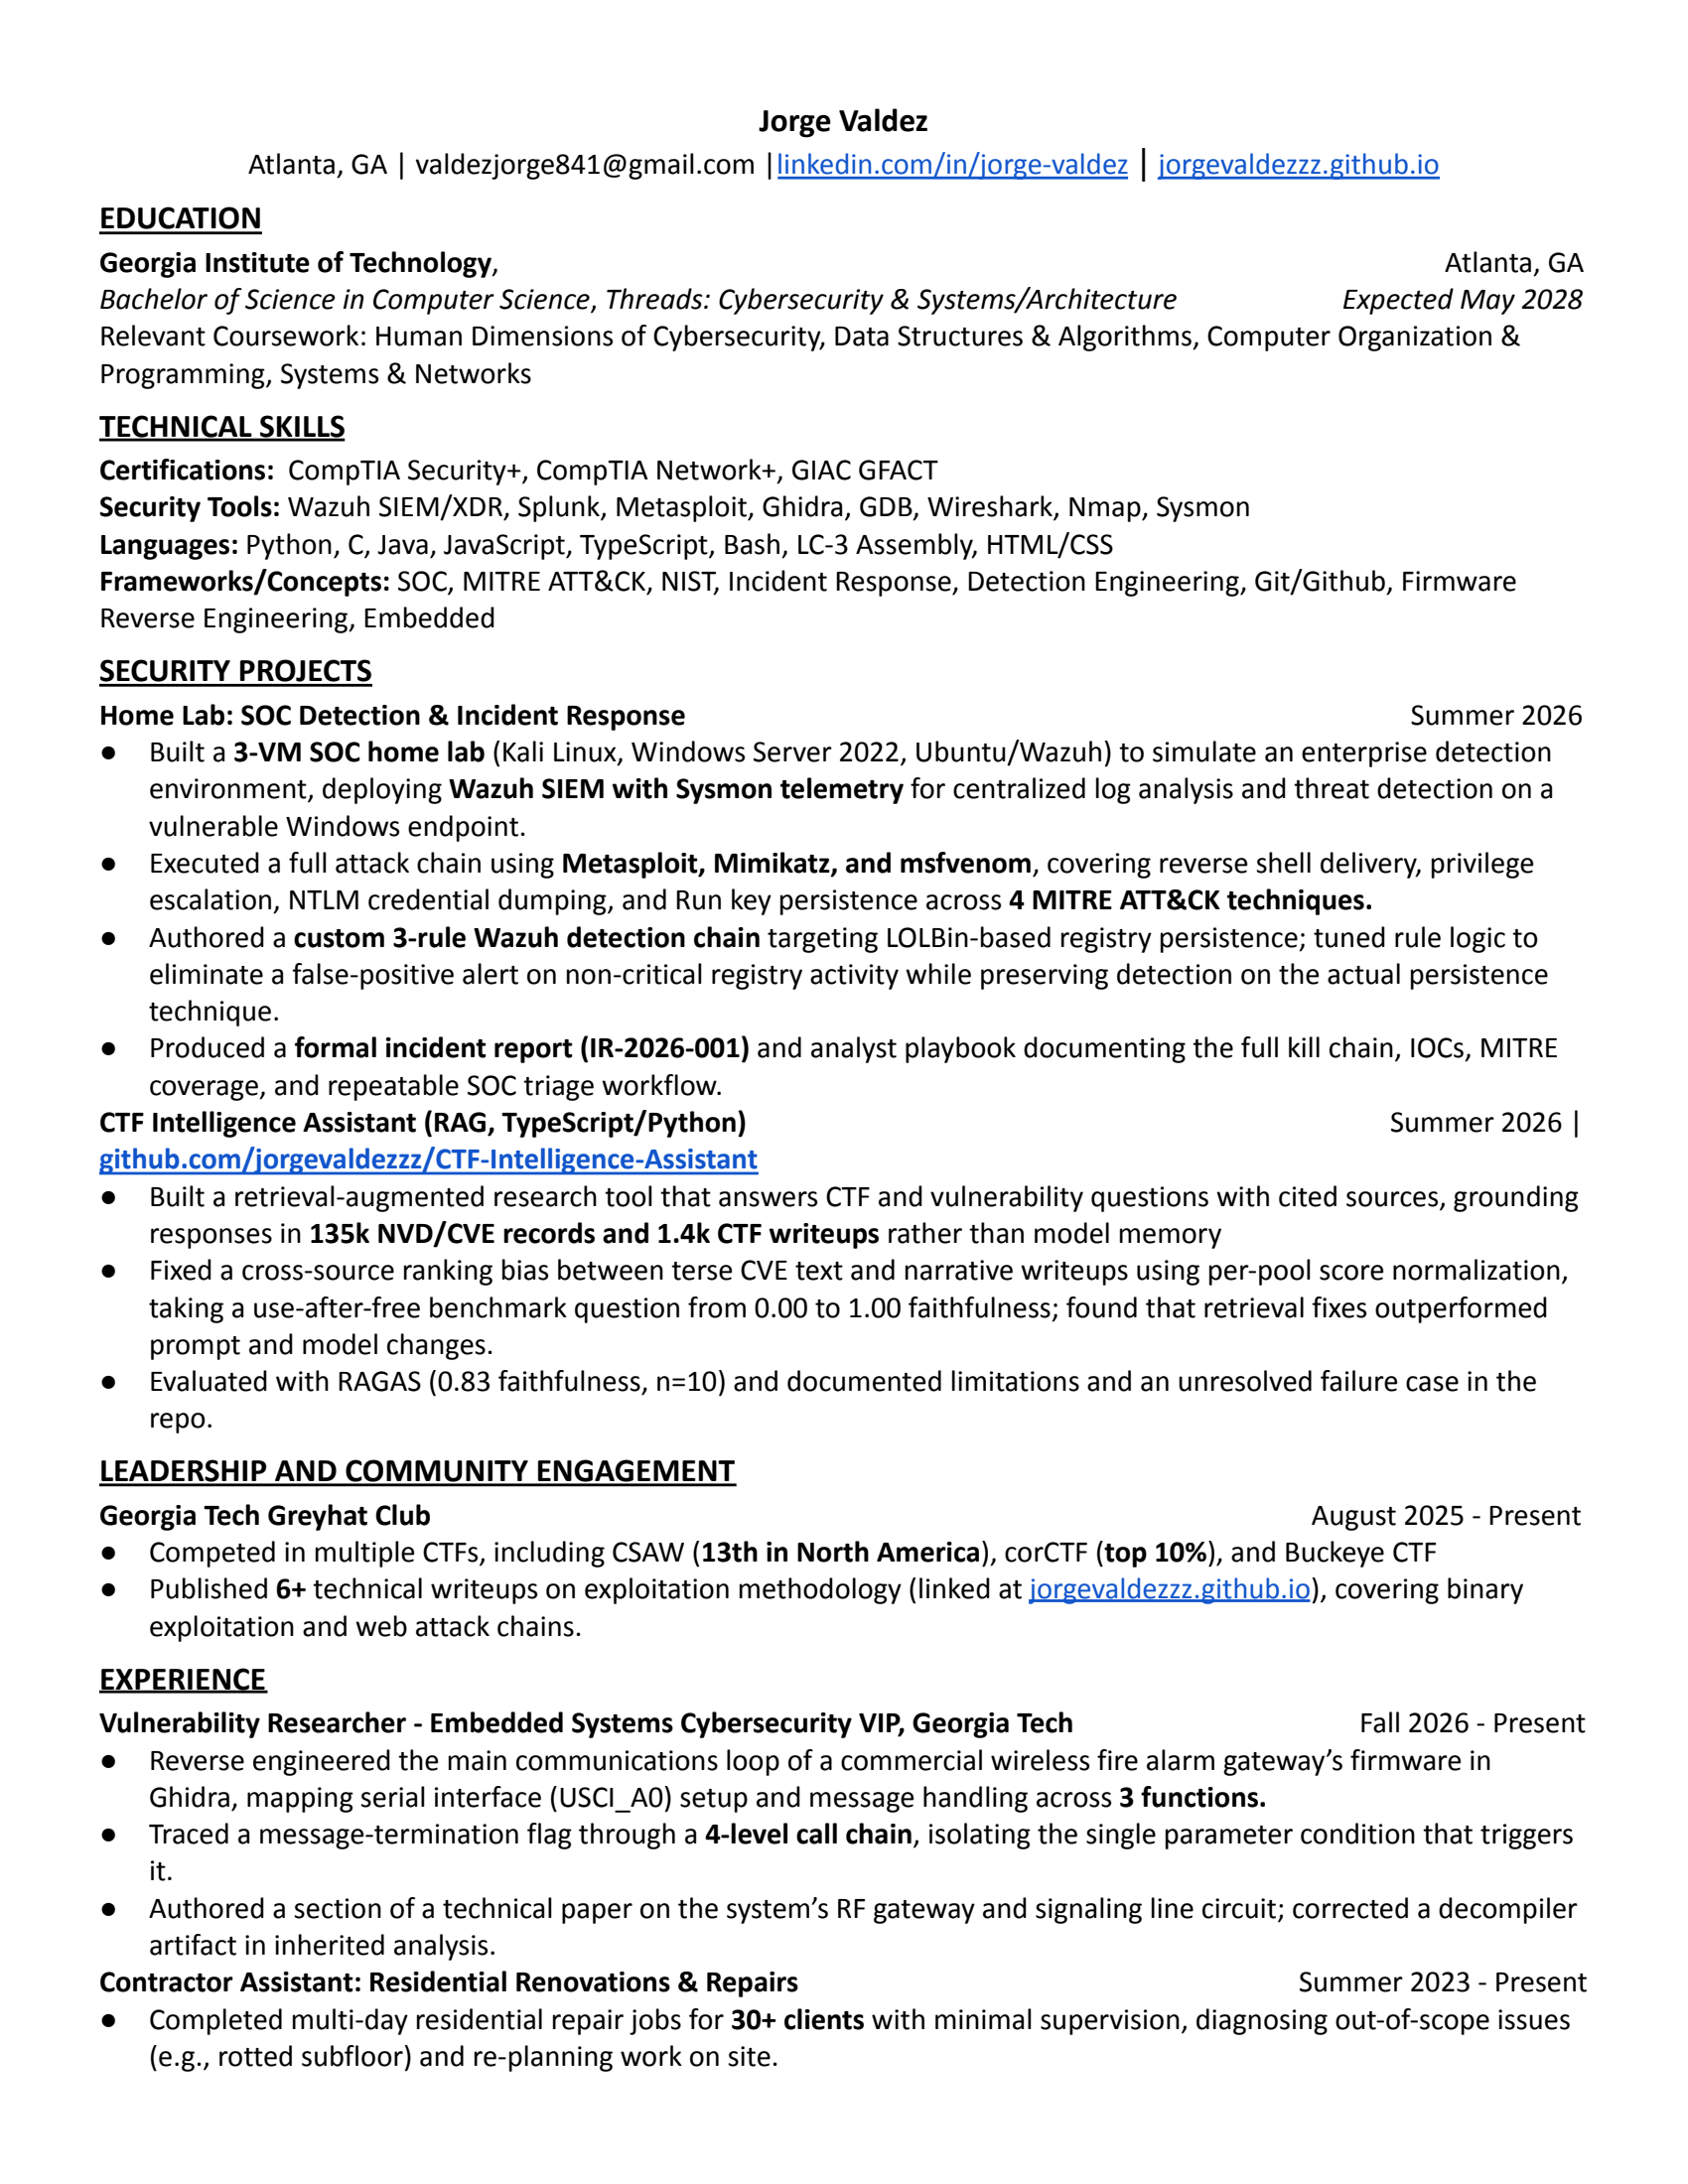 Jorge Valdez
Atlanta, GA | valdezjorge841@gmail.com |linkedin.com/in/jorge-valdez | jorgevaldezzz.github.io
EDUCATION
Georgia Institute of Technology, Atlanta, GA
Bachelor of Science in Computer Science, Threads: Cybersecurity & Systems/Architecture Expected May 2028
Relevant Coursework: Human Dimensions of Cybersecurity, Data Structures & Algorithms, Computer Organization &
Programming, Systems & Networks
TECHNICAL SKILLS
Certifications: CompTIA Security+, CompTIA Network+, GIAC GFACT
Security Tools: Wazuh SIEM/XDR, Splunk, Metasploit, Ghidra, GDB, Wireshark, Nmap, Sysmon
Languages: Python, C, Java, JavaScript, TypeScript, Bash, LC-3 Assembly, HTML/CSS
Frameworks/Concepts: SOC, MITRE ATT&CK, NIST, Incident Response, Detection Engineering, Git/Github, Firmware
Reverse Engineering, Embedded
SECURITY PROJECTS
Home Lab: SOC Detection & Incident Response Summer 2026
● Built a 3-VM SOC home lab (Kali Linux, Windows Server 2022, Ubuntu/Wazuh) to simulate an enterprise detection
environment, deploying Wazuh SIEM with Sysmon telemetry for centralized log analysis and threat detection on a
vulnerable Windows endpoint.
● Executed a full attack chain using Metasploit, Mimikatz, and msfvenom, covering reverse shell delivery, privilege
escalation, NTLM credential dumping, and Run key persistence across 4 MITRE ATT&CK techniques.
● Authored a custom 3-rule Wazuh detection chain targeting LOLBin-based registry persistence; tuned rule logic to
eliminate a false-positive alert on non-critical registry activity while preserving detection on the actual persistence
technique.
● Produced a formal incident report (IR-2026-001) and analyst playbook documenting the full kill chain, IOCs, MITRE
coverage, and repeatable SOC triage workflow.
CTF Intelligence Assistant (RAG, TypeScript/Python) Summer 2026 |
github.com/jorgevaldezzz/CTF-Intelligence-Assistant
● Built a retrieval-augmented research tool that answers CTF and vulnerability questions with cited sources, grounding
responses in 135k NVD/CVE records and 1.4k CTF writeups rather than model memory
● Fixed a cross-source ranking bias between terse CVE text and narrative writeups using per-pool score normalization,
taking a use-after-free benchmark question from 0.00 to 1.00 faithfulness; found that retrieval fixes outperformed
prompt and model changes.
● Evaluated with RAGAS (0.83 faithfulness, n=10) and documented limitations and an unresolved failure case in the
repo.
LEADERSHIP AND COMMUNITY ENGAGEMENT
Georgia Tech Greyhat Club August 2025 - Present
● Competed in multiple CTFs, including CSAW (13th in North America), corCTF (top 10%), and Buckeye CTF
● Published 6+ technical writeups on exploitation methodology (linked at jorgevaldezzz.github.io), covering binary
exploitation and web attack chains.
EXPERIENCE
Vulnerability Researcher - Embedded Systems Cybersecurity VIP, Georgia Tech Fall 2026 - Present
● Reverse engineered the main communications loop of a commercial wireless fire alarm gateway’s firmware in
Ghidra, mapping serial interface (USCI_A0) setup and message handling across 3 functions.
● Traced a message-termination flag through a 4-level call chain, isolating the single parameter condition that triggers
it.
● Authored a section of a technical paper on the system’s RF gateway and signaling line circuit; corrected a decompiler
artifact in inherited analysis.
Contractor Assistant: Residential Renovations & Repairs Summer 2023 - Present
● Completed multi-day residential repair jobs for 30+ clients with minimal supervision, diagnosing out-of-scope issues
(e.g., rotted subfloor) and re-planning work on site.